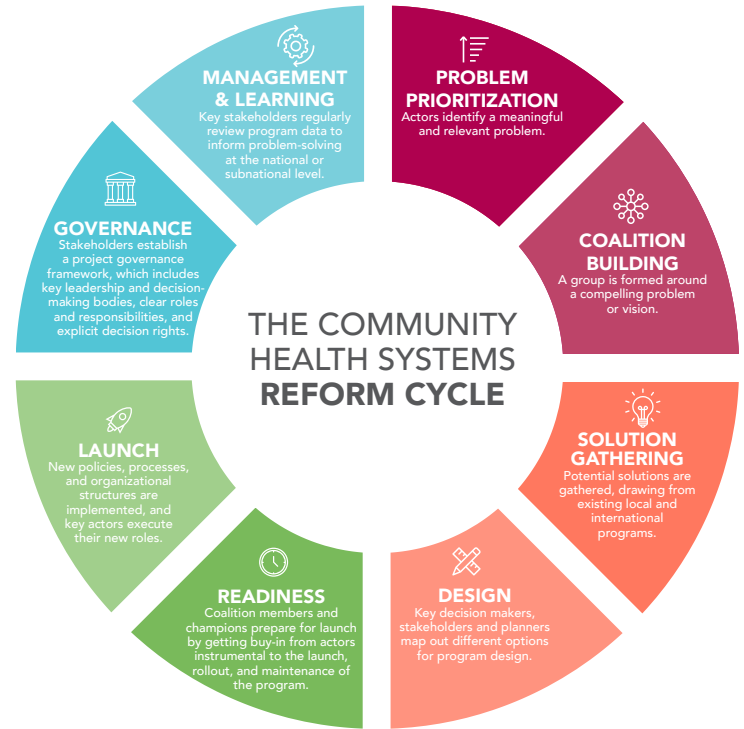 THE COMMUNITY
HEALTH SYSTEMS
REFORM CYCLE
PROBLEM
PRIORITIZATION
Actors identify a meaningful
and relevant problem.
COALITION
BUILDING
A group is formed around
a compelling problem
or vision.
SOLUTION
GATHERING
Potential solutions are
gathered, drawing from
existing local and
international
programs.
DESIGN
Key decision makers,
stakeholders and planners
map out different options
for program design.
READINESS
Coalition members and
champions prepare for launch
by getting buy-in from actors
instrumental to the launch,
rollout, and maintenance of
the program.
LAUNCH
New policies, processes,
and organizational
structures are
implemented, and
key actors execute
their new roles.
GOVERNANCE
Stakeholders establish
a project governance
framework, which includes
key leadership and decision-
making bodies, clear roles
and responsibilities, and
explicit decision rights.
MANAGEMENT
& LEARNING
Key stakeholders regularly
review program data to
inform problem-solving
at the national or
subnational level.